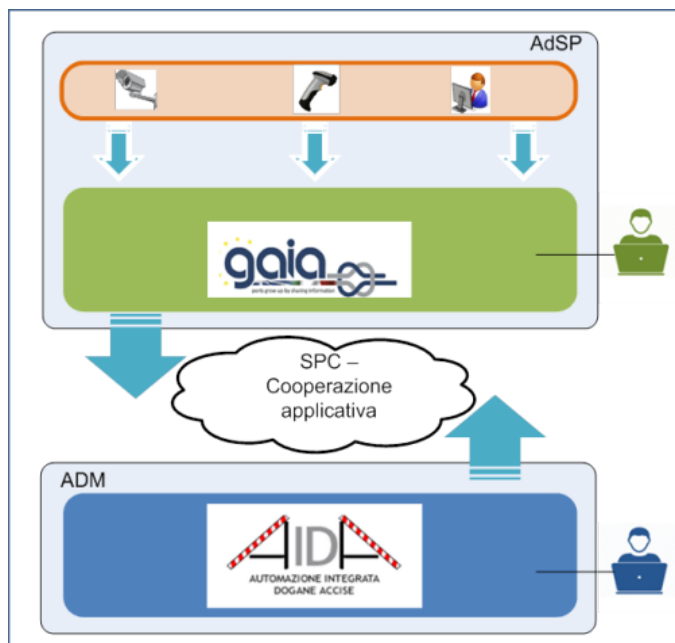 AdSP
gaia
ports grow up by sharing information
SPC –
Cooperazione
applicativa
ADM
AIDA
AUTOMAZIONE INTEGRATA
DOGANE ACCISE